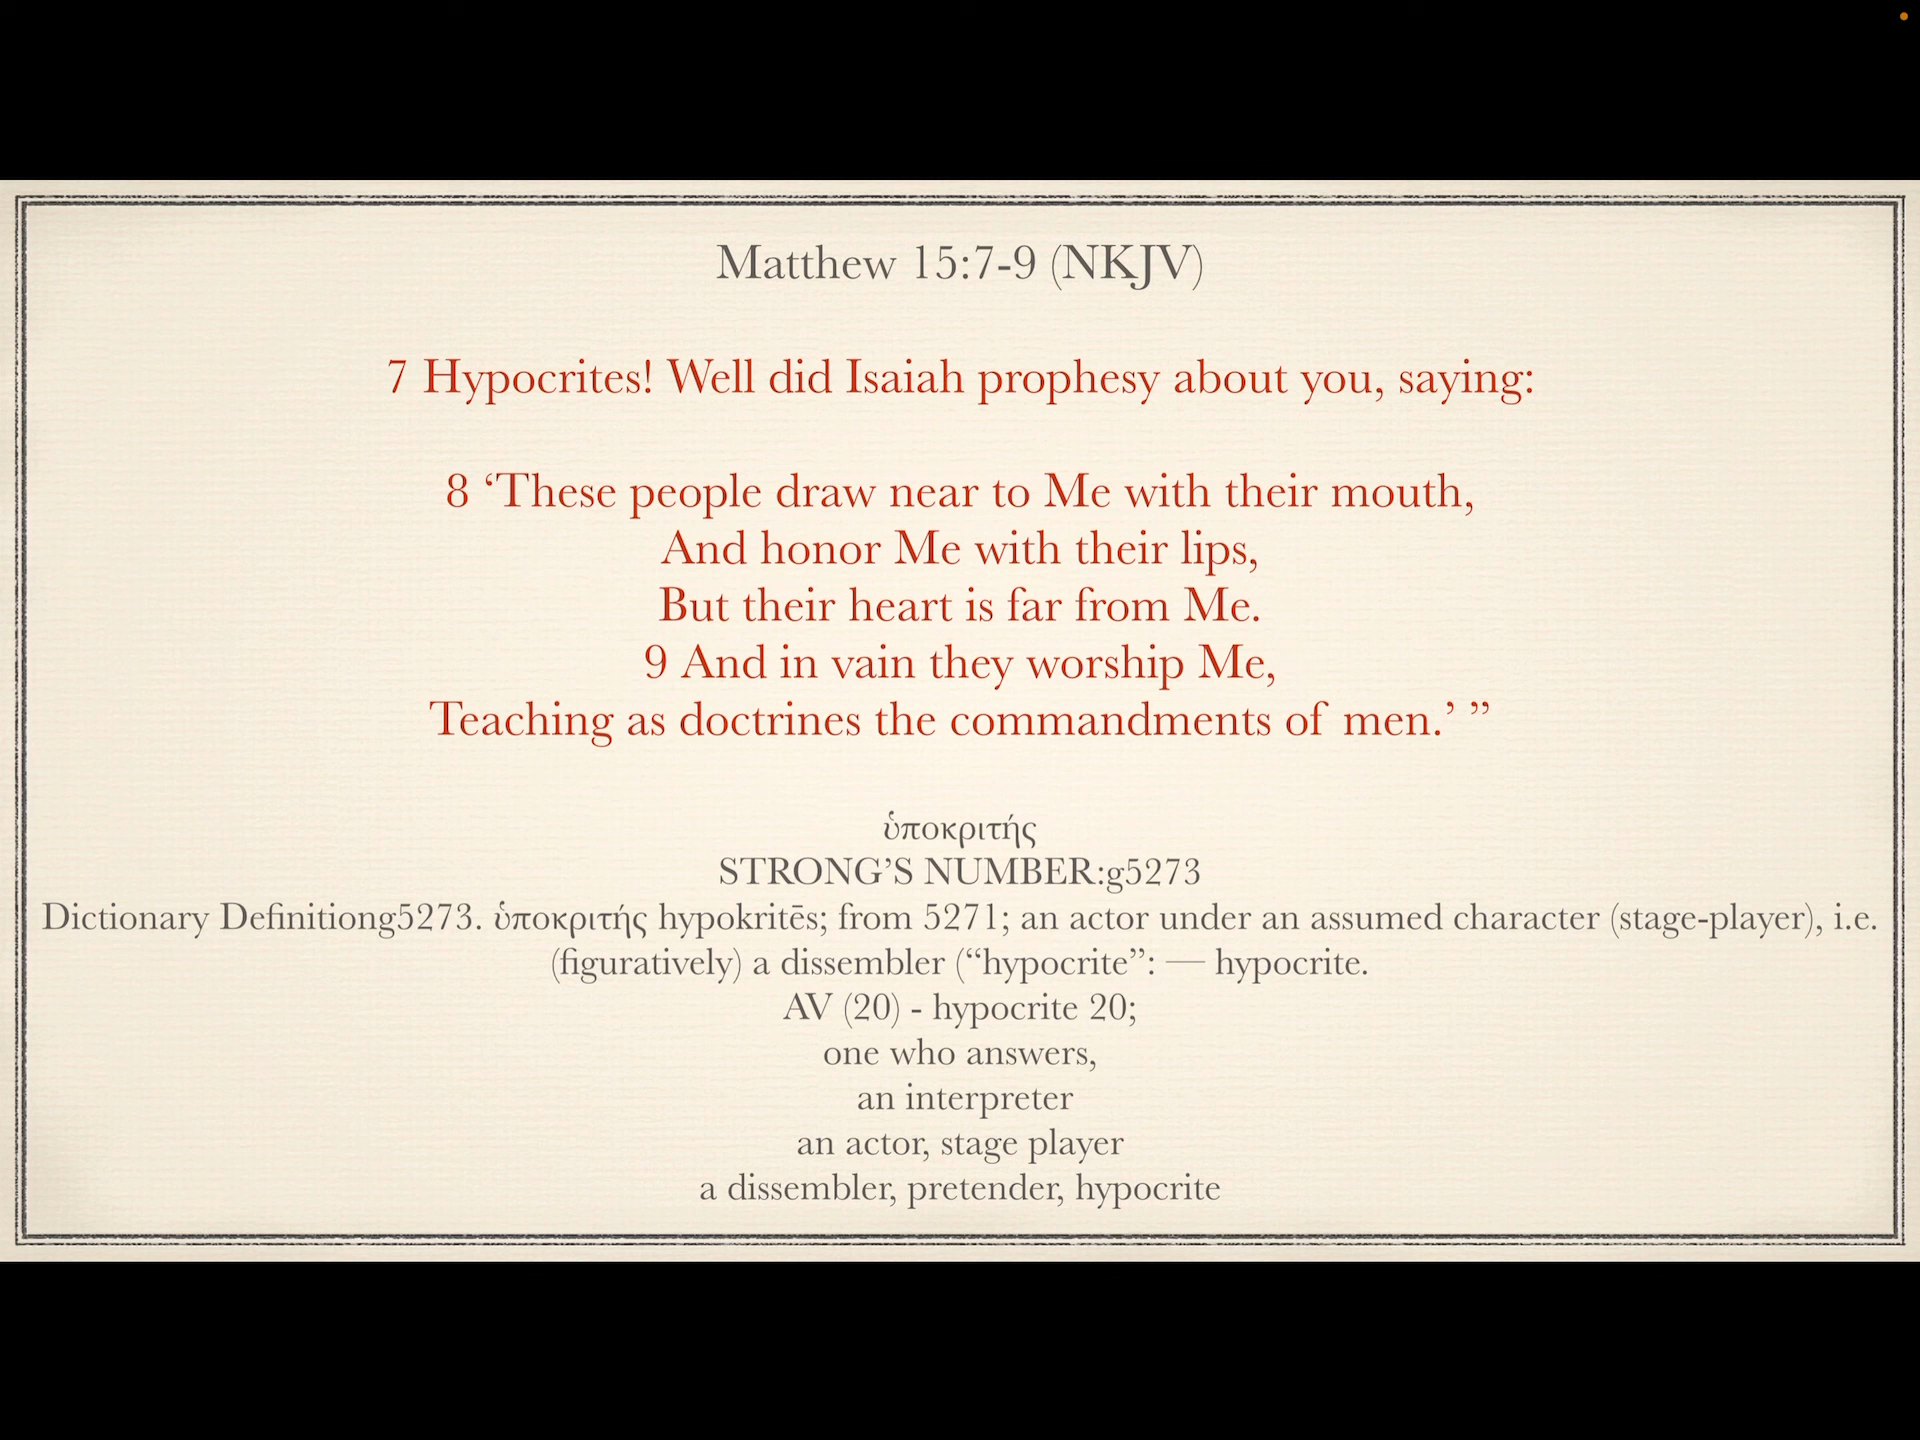 Matthew 15:7-9 (NKJV)
7 Hypocrites! Well did Isaiah prophesy about you, saying:
8 ‘These people draw near to Me with their mouth,
And honor Me with their lips,
But their heart is far from Me.
9 And in vain they worship Me,
Teaching as doctrines the commandments of men.’ ”
ὑποκριτής
STRONG’S NUMBER:g5273
Dictionary Definitiong5273. ὑποκριτής hypokritēs; from 5271; an actor under an assumed character (stage-player), i.e.
(figuratively) a dissembler (“hypocrite”: — hypocrite.
AV (20) - hypocrite 20;
one who answers,
an interpreter
an actor, stage player
a dissembler, pretender, hypocrite